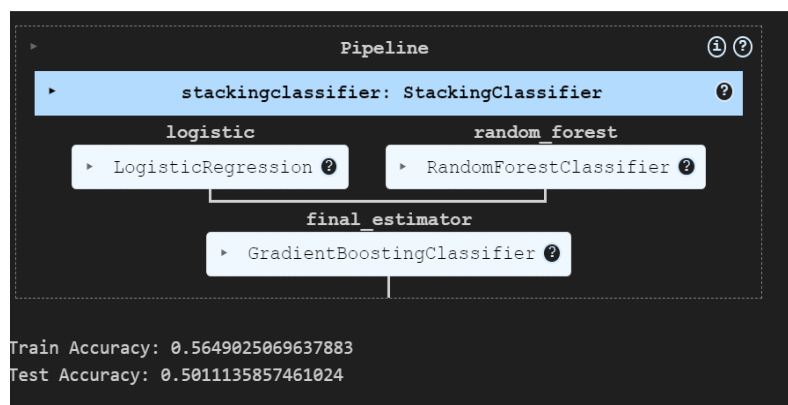 Pipeline
stackingclassifier: StackingClassifier
logistic random_forest
LogisticRegression ? RandomForestClassifier ?
final_estimator
GradientBoostingClassifier ?
Train Accuracy: 0.5649025069637883
Test Accuracy: 0.5011135857461024